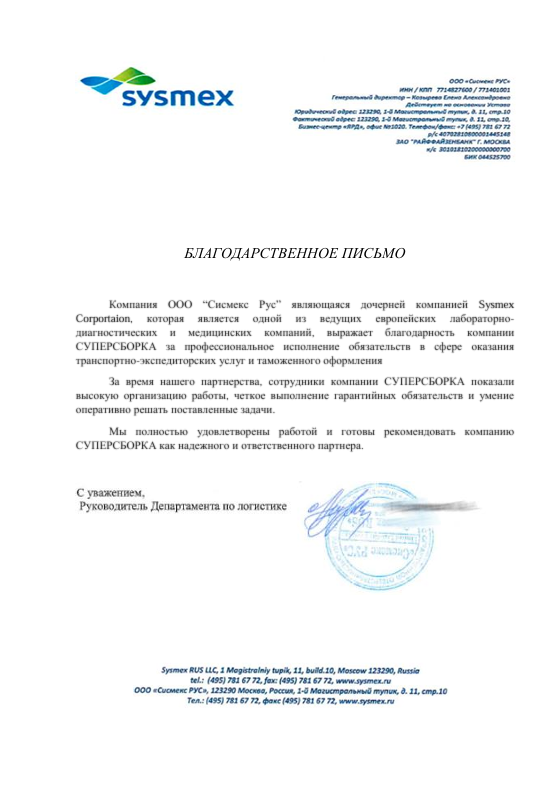 sysmex
ООО «Сисмекс РУС»
ИНН / КПП 7714827600 / 771401001
Генеральный директор – Козырева Елена Александровна
Действует на основании Устава
Юридический адрес: 123290, 1-й Магистральный тупик, д. 11, стр.10
Фактический адрес: 123290, 1-й Магистральный тупик, д. 11, стр.10,
Бизнес-центр «ЯРД», офис №1020. Телефон/факс: +7 (495) 781 67 72
р/с 40702810800001445148
ЗАО "РАЙФФАЙЗЕНБАНК" Г. МОСКВА
к/с 30101810200000000700
БИК 044525700
БЛАГОДАРСТВЕННОЕ ПИСЬМО
Компания ООО “Сисмекс Рус” являющаяся дочерней компанией Sysmex
Corportaion, которая является одной из ведущих европейских лабораторно-
диагностических и медицинских компаний, выражает благодарность компании
СУПЕРСБОРКА за профессиональное исполнение обязательств в сфере оказания
транспортно-экспедиторских услуг и таможенного оформления
За время нашего партнерства, сотрудники компании СУПЕРСБОРКА показали
высокую организацию работы, четкое выполнение гарантийных обязательств и умение
оперативно решать поставленные задачи.
Мы полностью удовлетворены работой и готовы рекомендовать компанию
СУПЕРСБОРКА как надежного и ответственного партнера.
С уважением,
Руководитель Департамента по логистике
«Сисмекс РУС»
Sysmex RUS LLC, 1 Magistralniy tupik, 11, build.10, Moscow 123290, Russia
tel.: (495) 781 67 72, fax: (495) 781 67 72, www.sysmex.ru
ООО «Сисмекс РУС», 123290 Москва, Россия, 1-й Магистральный тупик, д. 11, стр.10
Тел.: (495) 781 67 72, факс (495) 781 67 72, www.sysmex.ru